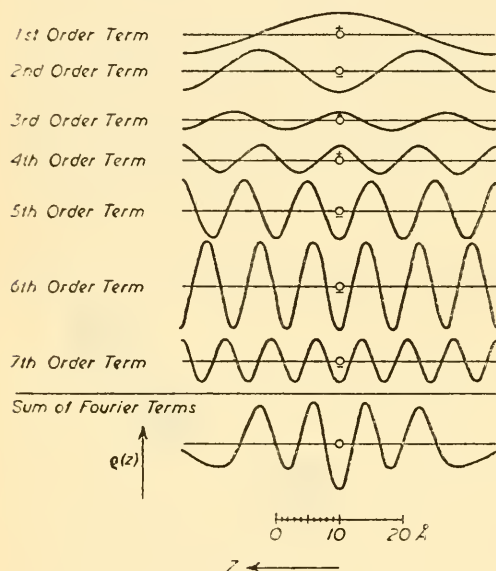 1st Order Term
+
O
2nd Order Term
O
−
3rd Order Term
+
O
4th Order Term
+
O
5th Order Term
O
−
6th Order Term
O
−
7th Order Term
O
−
Sum of Fourier Terms
ρ(z)
O
0 10 20 Å
Z